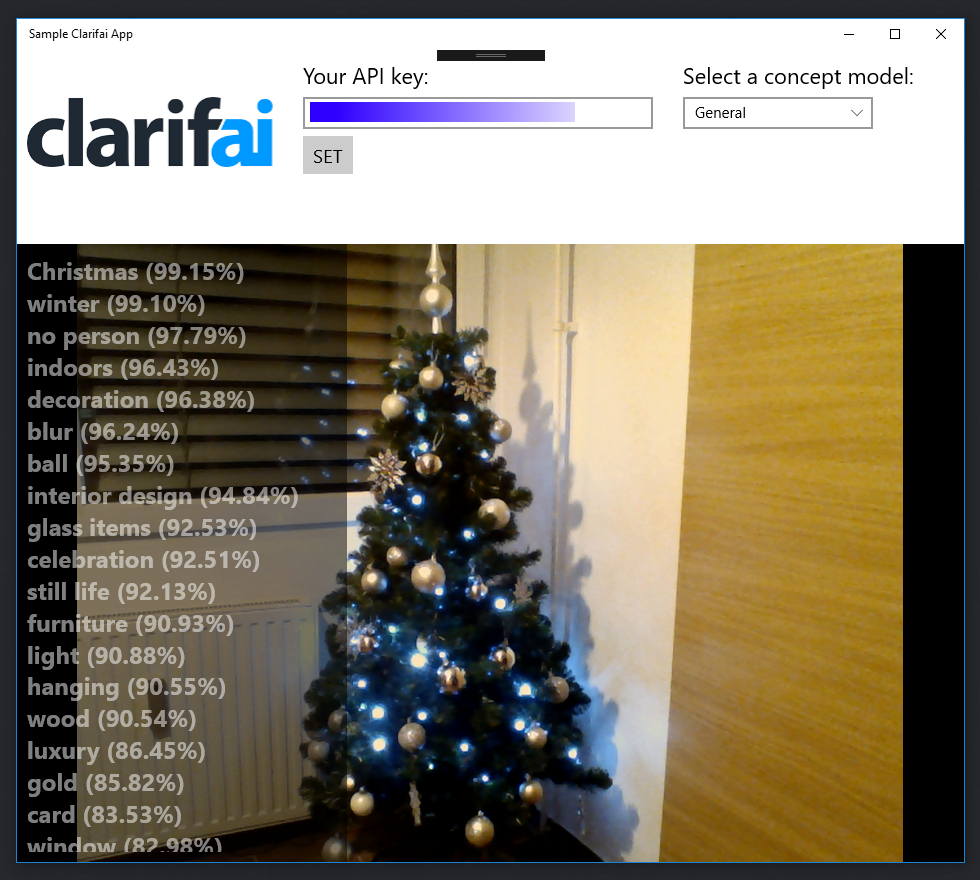 Sample Clarifai App
clarifai
Your API key:
Select a concept model:
General
SET
Christmas (99.15%)
winter (99.10%)
no person (97.79%)
indoors (96.43%)
decoration (96.38%)
blur (96.24%)
ball (95.35%)
interior design (94.84%)
glass items (92.53%)
celebration (92.51%)
still life (92.13%)
furniture (90.93%)
light (90.88%)
hanging (90.55%)
wood (90.54%)
luxury (86.45%)
gold (85.82%)
card (83.53%)
window (82.98%)